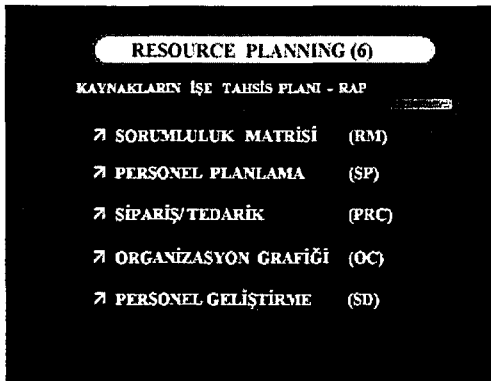 RESOURCE PLANNING (6)
KAYNAKLARIN İŞE TAHSİS PLANI - RAP
SORUMLULUK MATRİSİ (RM)
PERSONEL PLANLAMA (SP)
SİPARİŞ/TEDARİK (PRC)
ORGANİZASYON GRAFİĞİ (OC)
PERSONEL GELİŞTİRME (SD)